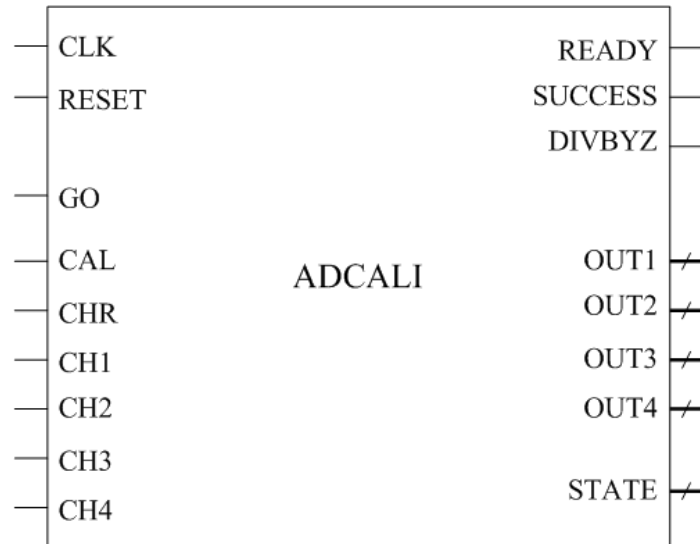 CLK
READY
RESET
SUCCESS
DIVBYZ
GO
CAL
ADCALI
OUT1
CHR
OUT2
CH1
OUT3
CH2
OUT4
CH3
STATE
CH4